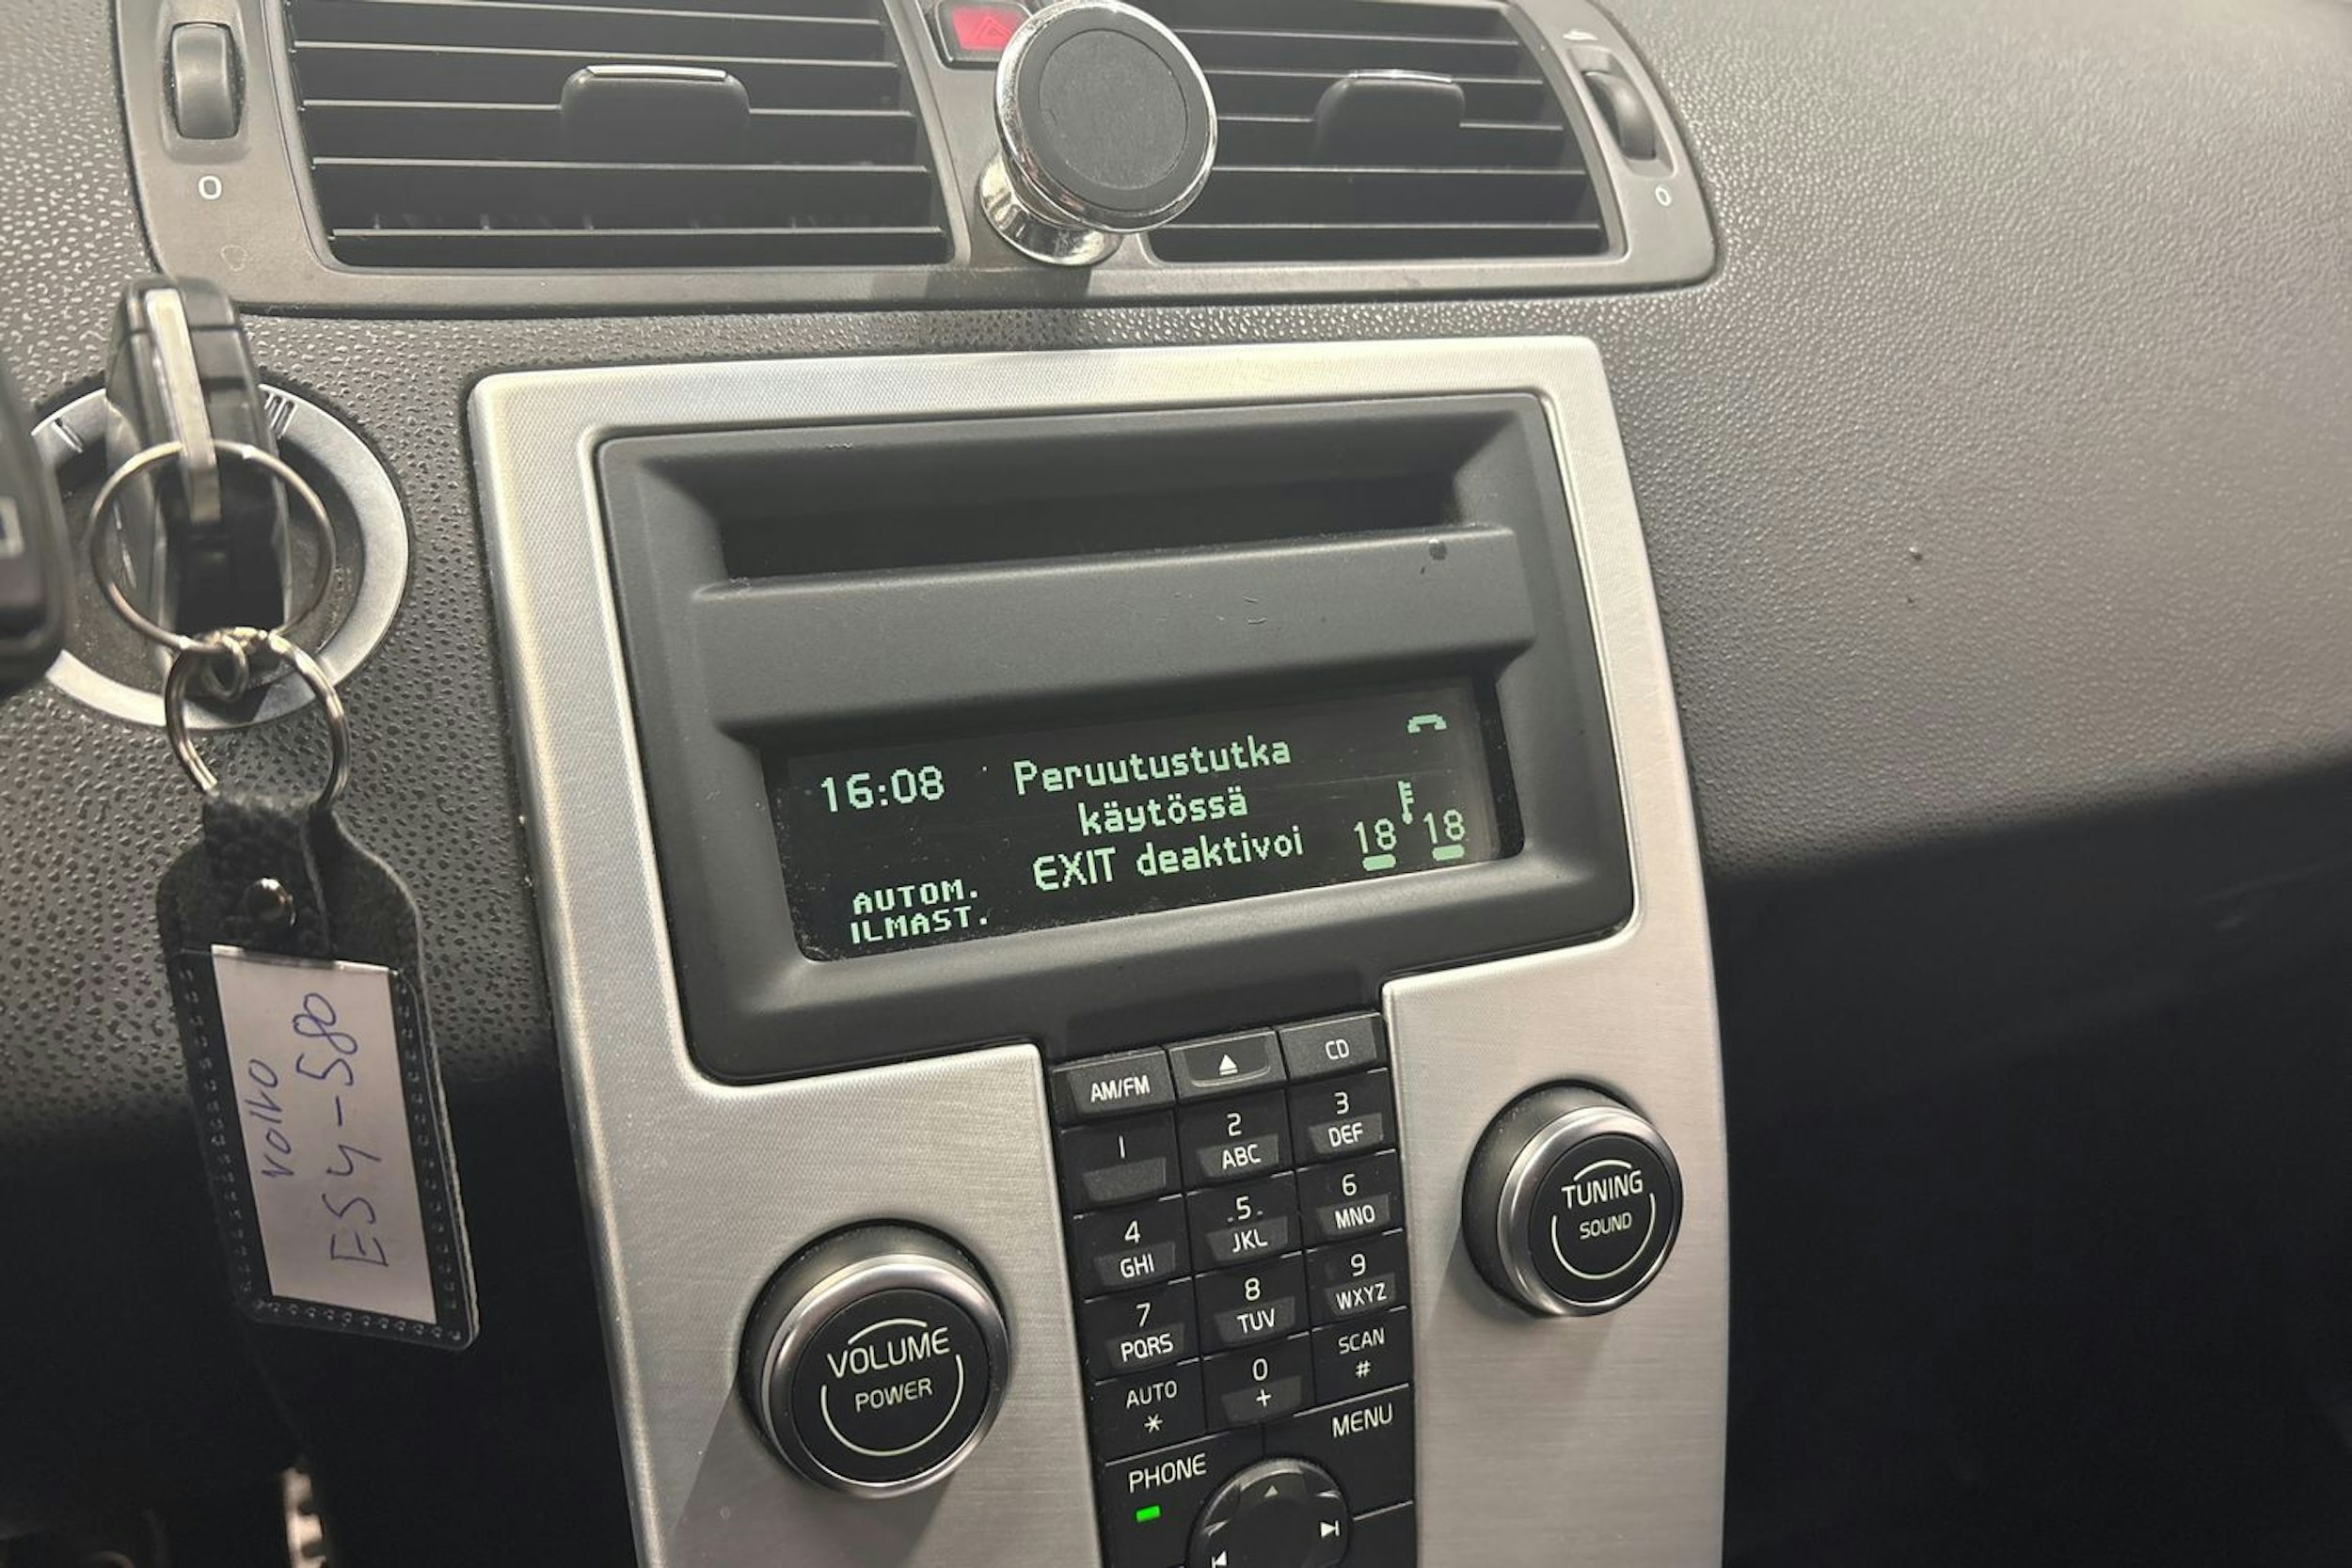 0
0
16:08
Peruutustutka
käytössä
EXIT deaktivoi
18 18
AUTOM.
ILMAST.
Volvo
ESY-580
AM/FM
CD
1
2
ABC
3
DEF
4
GHI
5
JKL
6
MNO
7
PQRS
8
TUV
9
WXYZ
AUTO
*
0
+
SCAN
#
PHONE
MENU
VOLUME
POWER
TUNING
SOUND